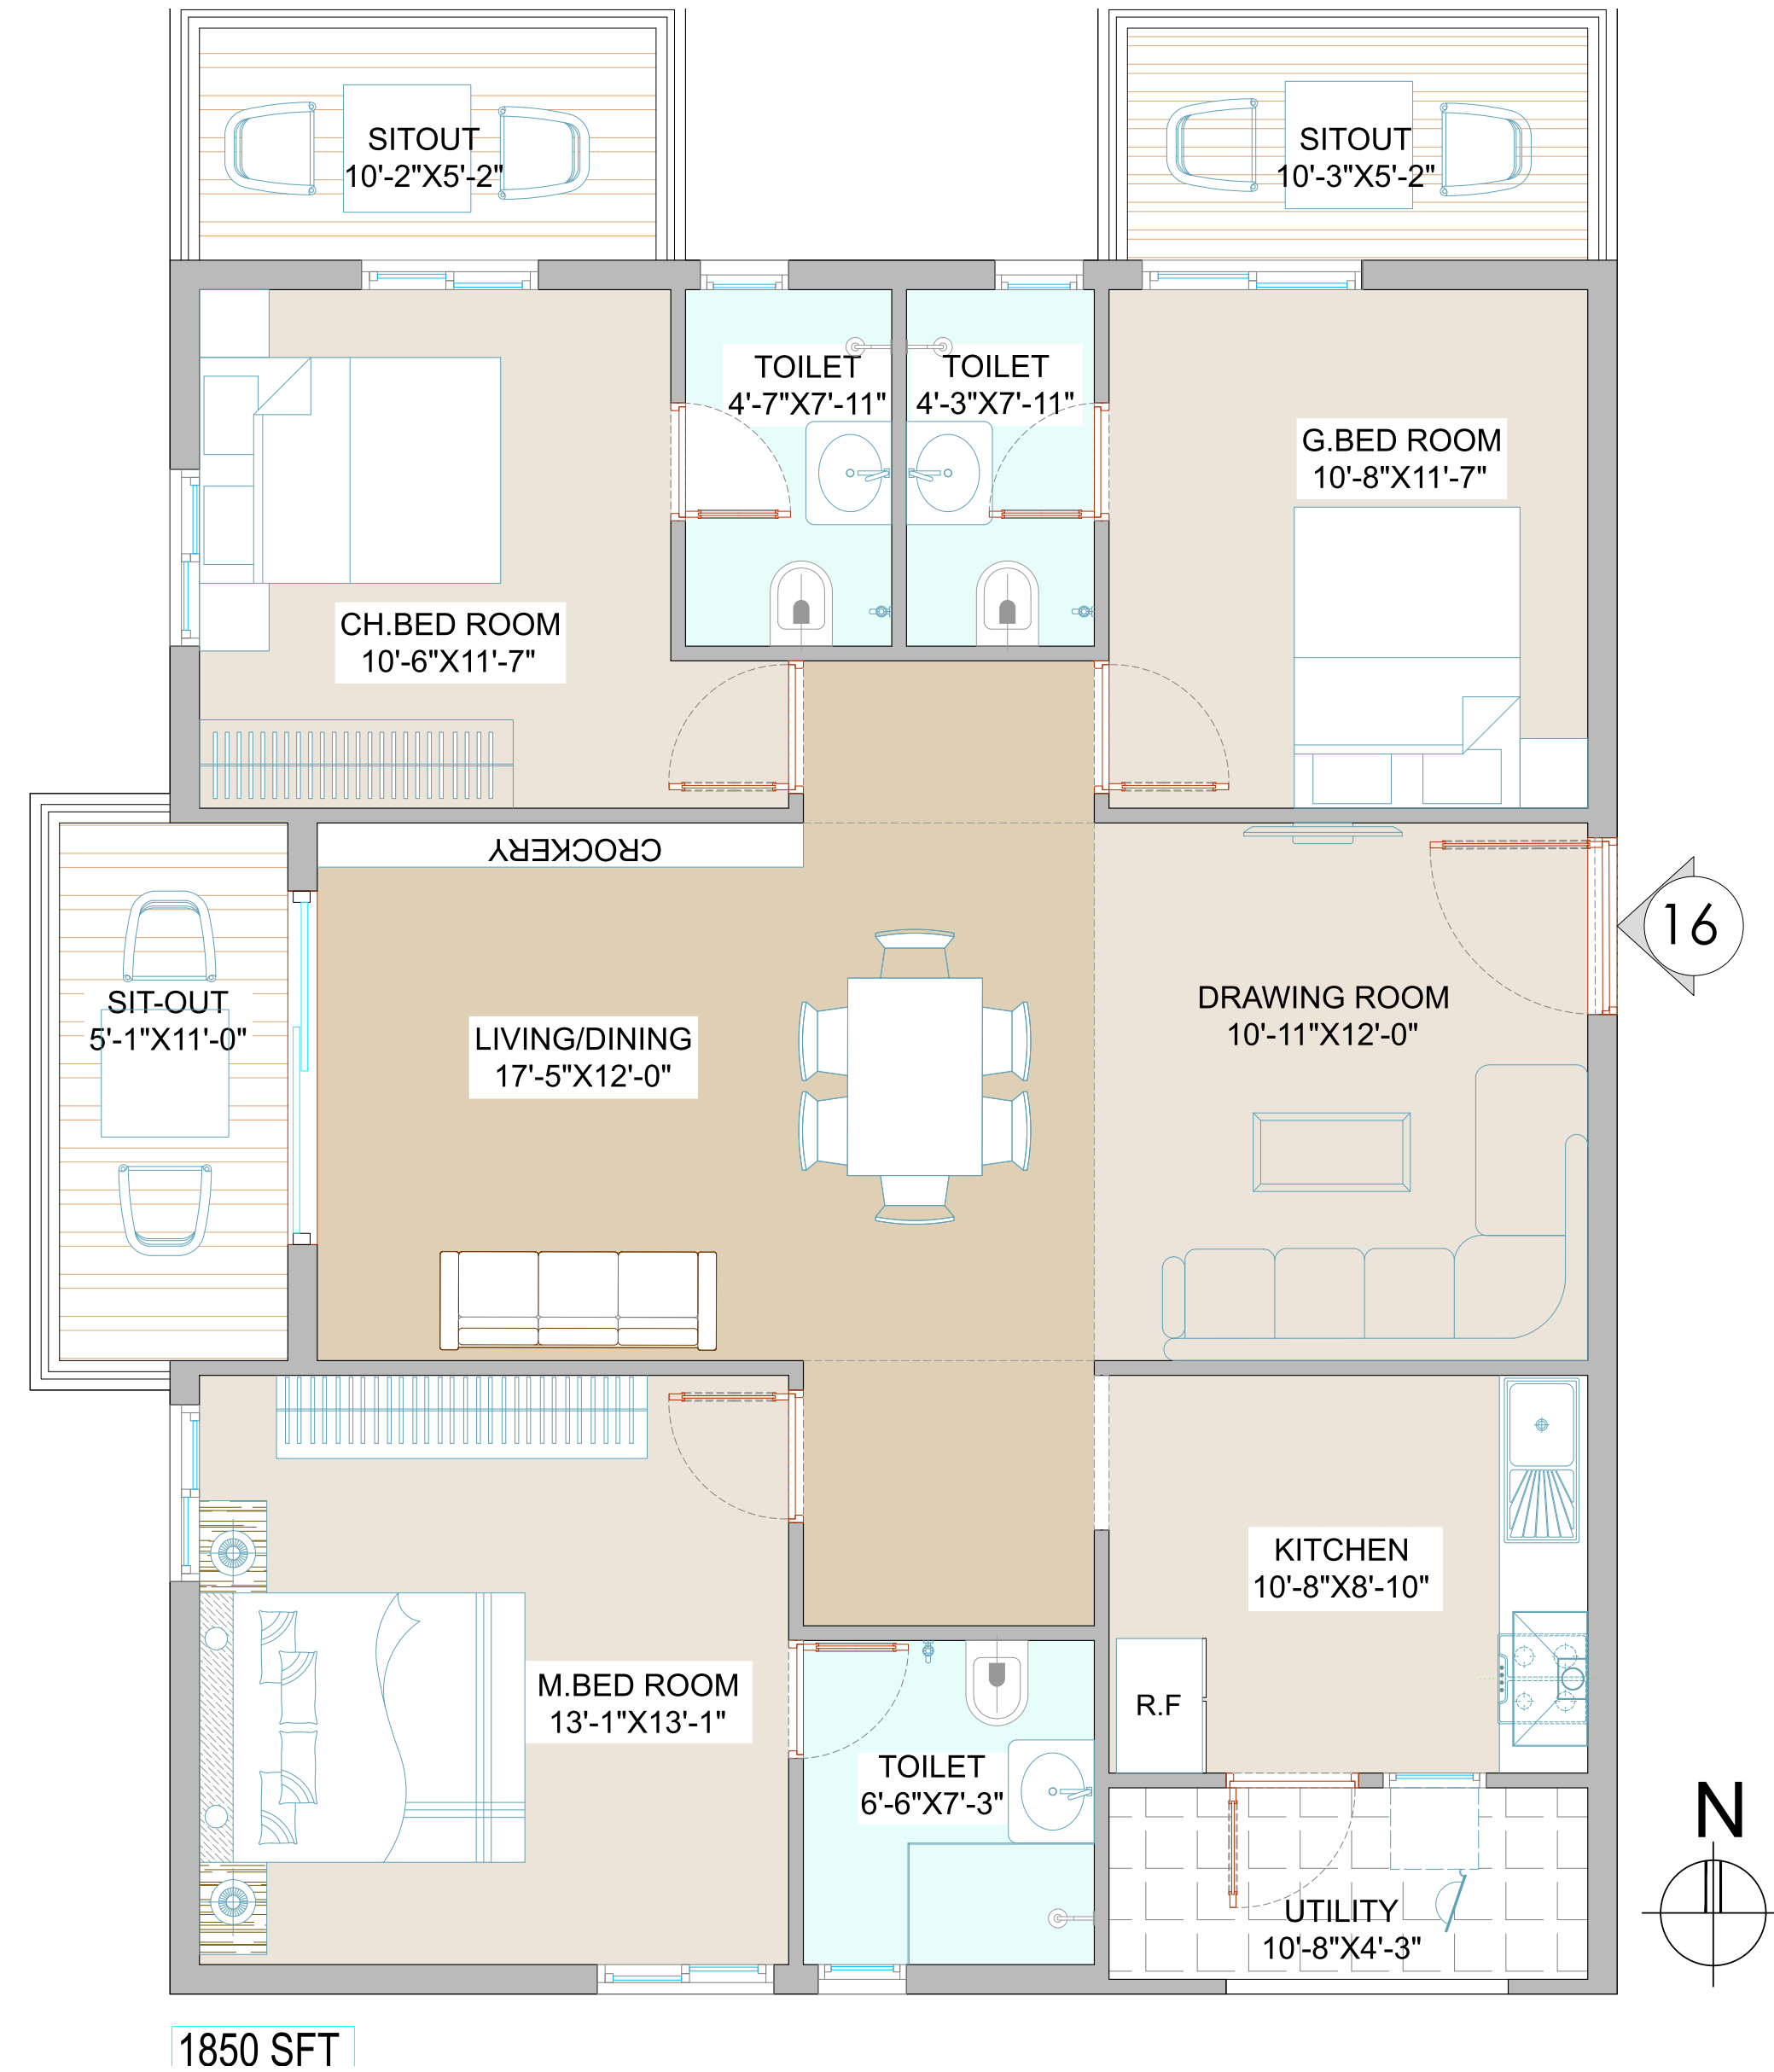 SITOUT
10'-2"X5'-2"
SITOUT
10'-3"X5'-2"
TOILET
4'-7"X7'-11"
TOILET
4'-3"X7'-11"
G.BED ROOM
10'-8"X11'-7"
CH.BED ROOM
10'-6"X11'-7"
CROCKERY
16
SIT-OUT
5'-1"X11'-0"
LIVING/DINING
17'-5"X12'-0"
DRAWING ROOM
10'-11"X12'-0"
KITCHEN
10'-8"X8'-10"
M.BED ROOM
13'-1"X13'-1"
R.F
TOILET
6'-6"X7'-3"
N
UTILITY
10'-8"X4'-3"
1850 SFT